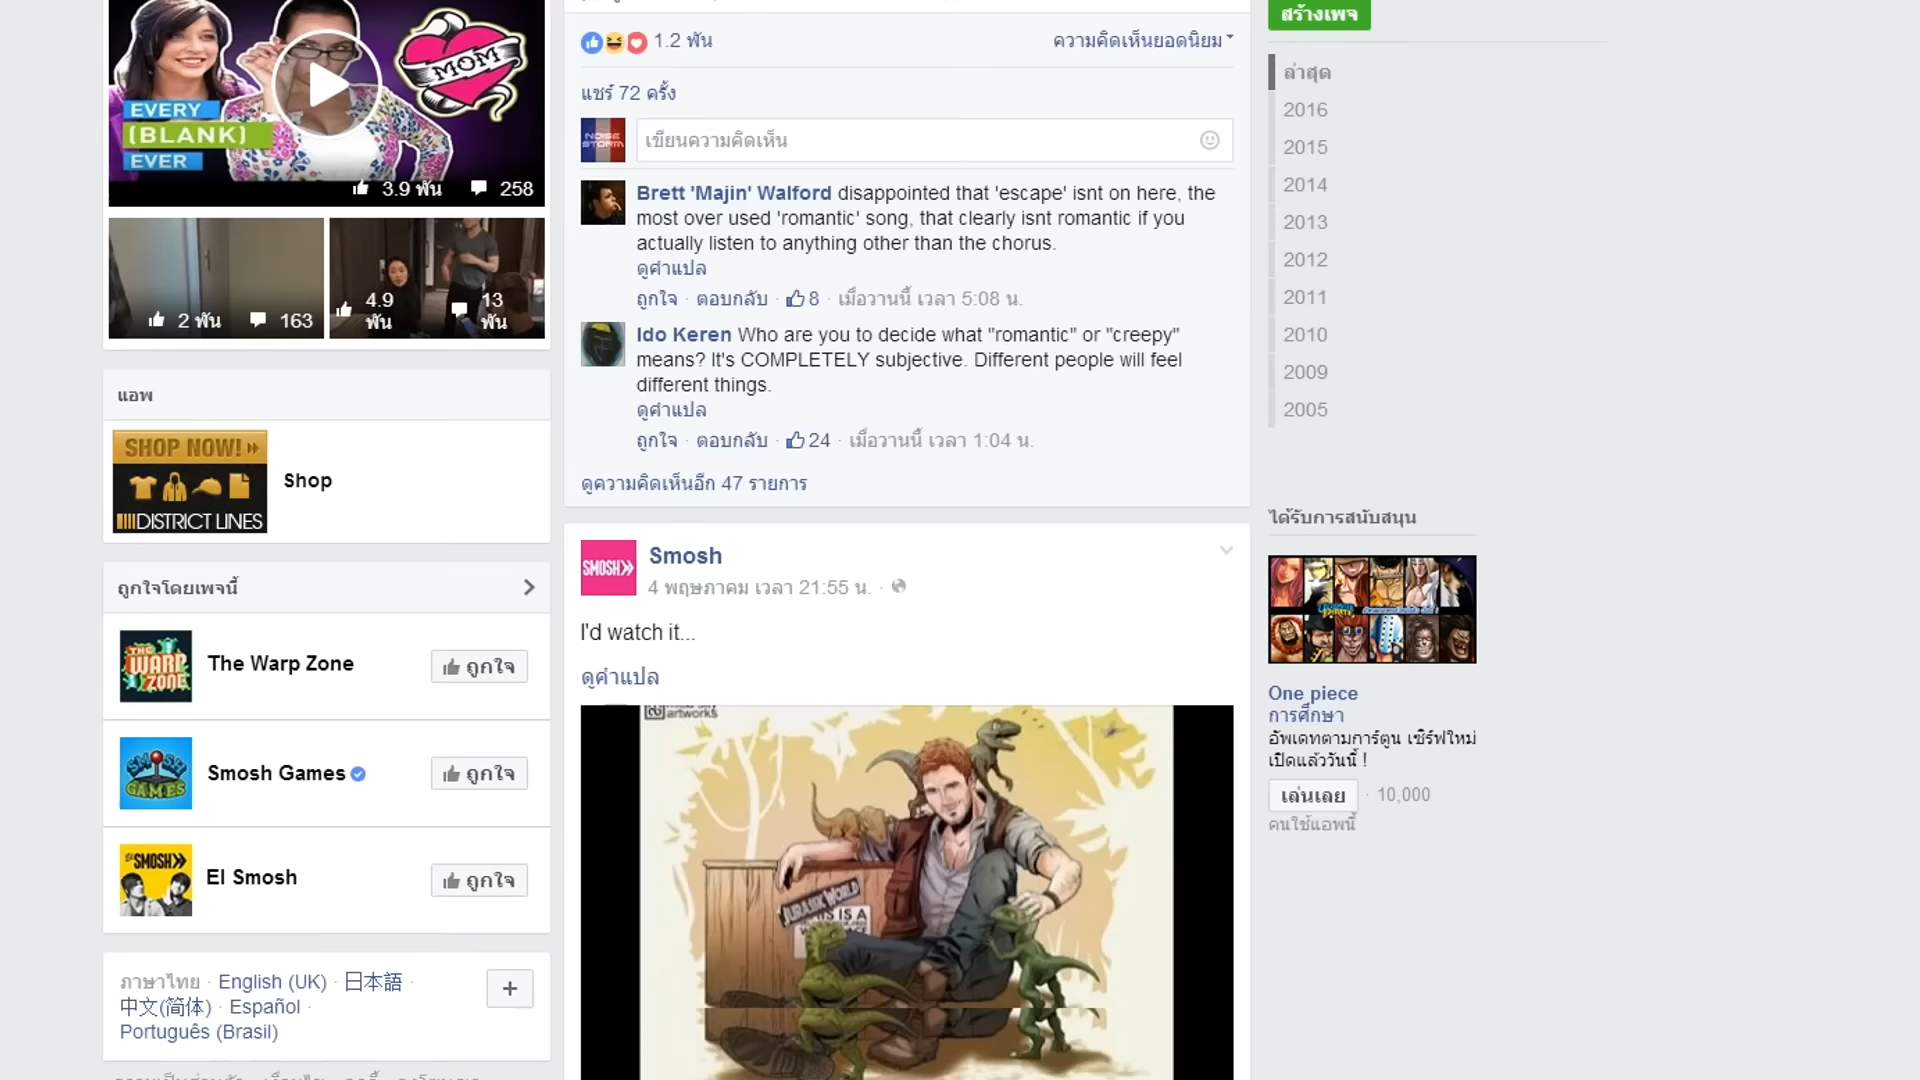 MOM
EVERY
(BLANK)
EVER
3.9 พัน 258
2 พัน 163
4.9 พัน
13 พัน
แอพ
SHOP NOW!
DISTRICT LINES
Shop
ถูกใจโดยเพจนี้
THE WARP ZONE
The Warp Zone
ถูกใจ
SMOSH GAMES
Smosh Games
ถูกใจ
EL SMOSH
El Smosh
ถูกใจ
ภาษาไทย · English (UK) · 日本語 ·
中文(简体) · Español ·
Português (Brasil)
+
1.2 พัน
ความคิดเห็นยอดนิยม
แชร์ 72 ครั้ง
NOISE STORM
เขียนความคิดเห็น
Brett 'Majin' Walford disappointed that 'escape' isnt on here, the
most over used 'romantic' song, that clearly isnt romantic if you
actually listen to anything other than the chorus.
ดูคำแปล
ถูกใจ · ตอบกลับ · 8 · เมื่อวานนี้ เวลา 5:08 น.
Ido Keren Who are you to decide what "romantic" or "creepy"
means? It's COMPLETELY subjective. Different people will feel
different things.
ดูคำแปล
ถูกใจ · ตอบกลับ · 24 · เมื่อวานนี้ เวลา 1:04 น.
ดูความคิดเห็นอีก 47 รายการ
SMOSH
Smosh
4 พฤษภาคม เวลา 21:55 น. ·
I'd watch it...
ดูคำแปล
artworks
JURASIC WORLD
THIS IS A
สร้างเพจ
ล่าสุด
2016
2015
2014
2013
2012
2011
2010
2009
2005
ได้รับการสนับสนุน
One piece
การศึกษา
อัพเดทตามการ์ตูน เซิร์ฟใหม่
เปิดแล้ววันนี้ !
เล่นเลย · 10,000
คนใช้แอพนี้